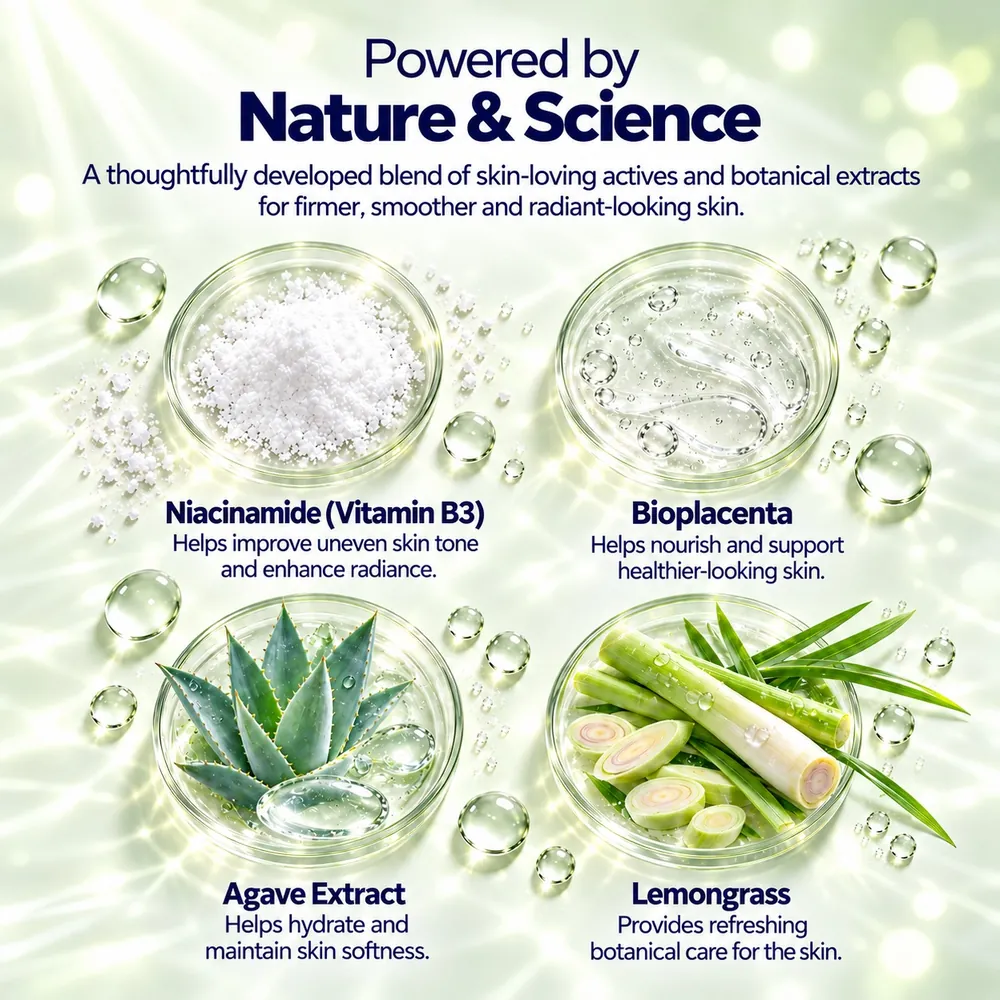 Powered by
Nature & Science
A thoughtfully developed blend of skin-loving actives and botanical extracts
for firmer, smoother and radiant-looking skin.
Niacinamide (Vitamin B3)
Helps improve uneven skin tone
and enhance radiance.
Bioplacenta
Helps nourish and support
healthier-looking skin.
Agave Extract
Helps hydrate and
maintain skin softness.
Lemongrass
Provides refreshing
botanical care for the skin.